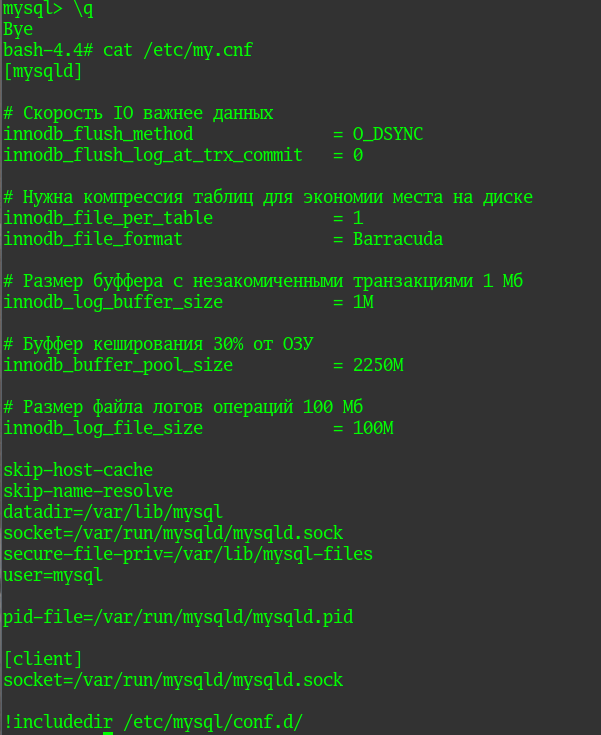 mysql> \q
Bye
bash-4.4# cat /etc/my.cnf
[mysqld]
# Скорость IO важнее данных
innodb_flush_method = O_DSYNC
innodb_flush_log_at_trx_commit = 0
# Нужна компрессия таблиц для экономии места на диске
innodb_file_per_table = 1
innodb_file_format = Barracuda
# Размер буффера с незакомиченными транзакциями 1 Мб
innodb_log_buffer_size = 1M
# Буффер кеширования 30% от ОЗУ
innodb_buffer_pool_size = 2250M
# Размер файла логов операций 100 Мб
innodb_log_file_size = 100M
skip-host-cache
skip-name-resolve
datadir=/var/lib/mysql
socket=/var/run/mysqld/mysqld.sock
secure-file-priv=/var/lib/mysql-files
user=mysql
pid-file=/var/run/mysqld/mysqld.pid
[client]
socket=/var/run/mysqld/mysqld.sock
!includedir /etc/mysql/conf.d/